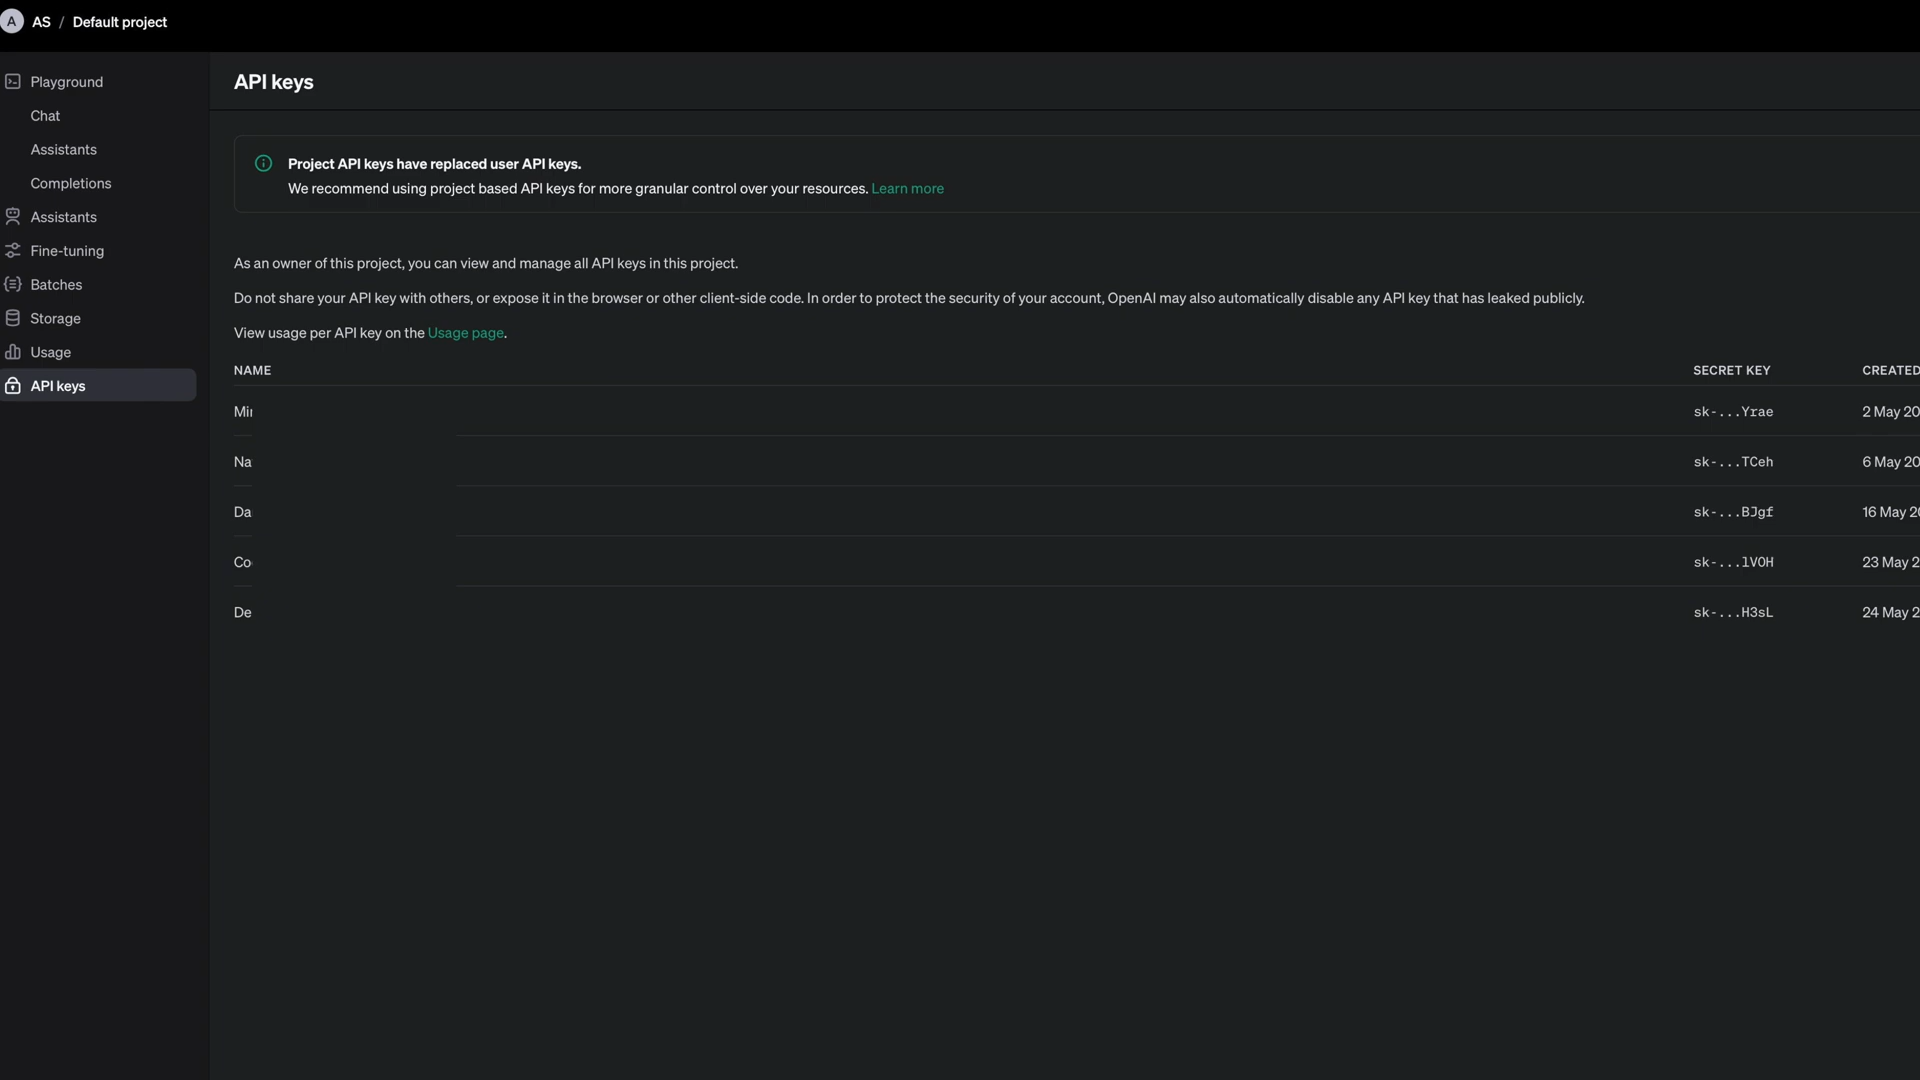 A AS / Default project
Playground
Chat
Assistants
Completions
Assistants
Fine-tuning
Batches
Storage
Usage
API keys
API keys
Project API keys have replaced user API keys.
We recommend using project based API keys for more granular control over your resources. Learn more
As an owner of this project, you can view and manage all API keys in this project.
Do not share your API key with others, or expose it in the browser or other client-side code. In order to protect the security of your account, OpenAI may also automatically disable any API key that has leaked publicly.
View usage per API key on the Usage page.
NAME SECRET KEY CREATED
Mir sk-...Yrae 2 May 20
Na sk-...TCeh 6 May 20
Da sk-...BJgf 16 May 20
Co sk-...lVOH 23 May 2
De sk-...H3sL 24 May 2